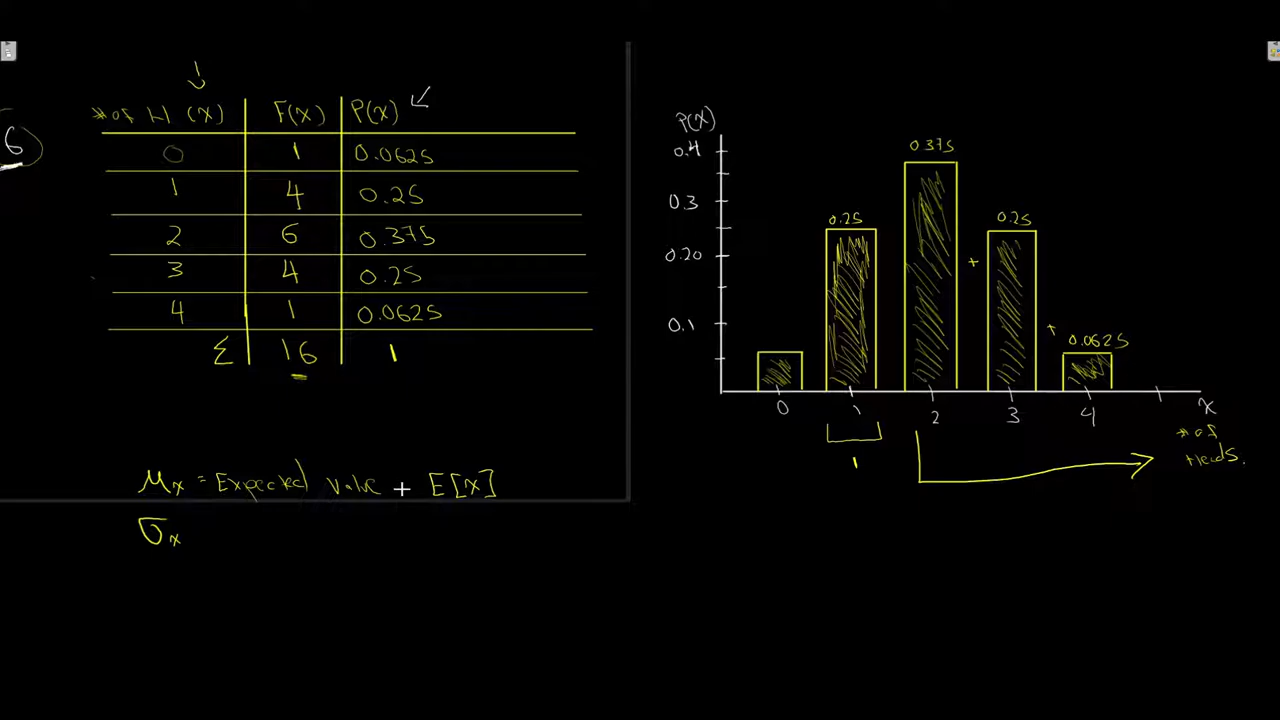 # of H (x) F(x) P(x)
6
0 1 0.0625
1 4 0.25
2 6 0.375
3 4 0.25
4 1 0.0625
Σ 16 1
μx = Expected value E[x]
σx
P(x)
0.4
0.3
0.20
0.1
0.25
0.375
+
0.25
+
0.0625
0 1 2 3 4 x
# of
Heads.
1